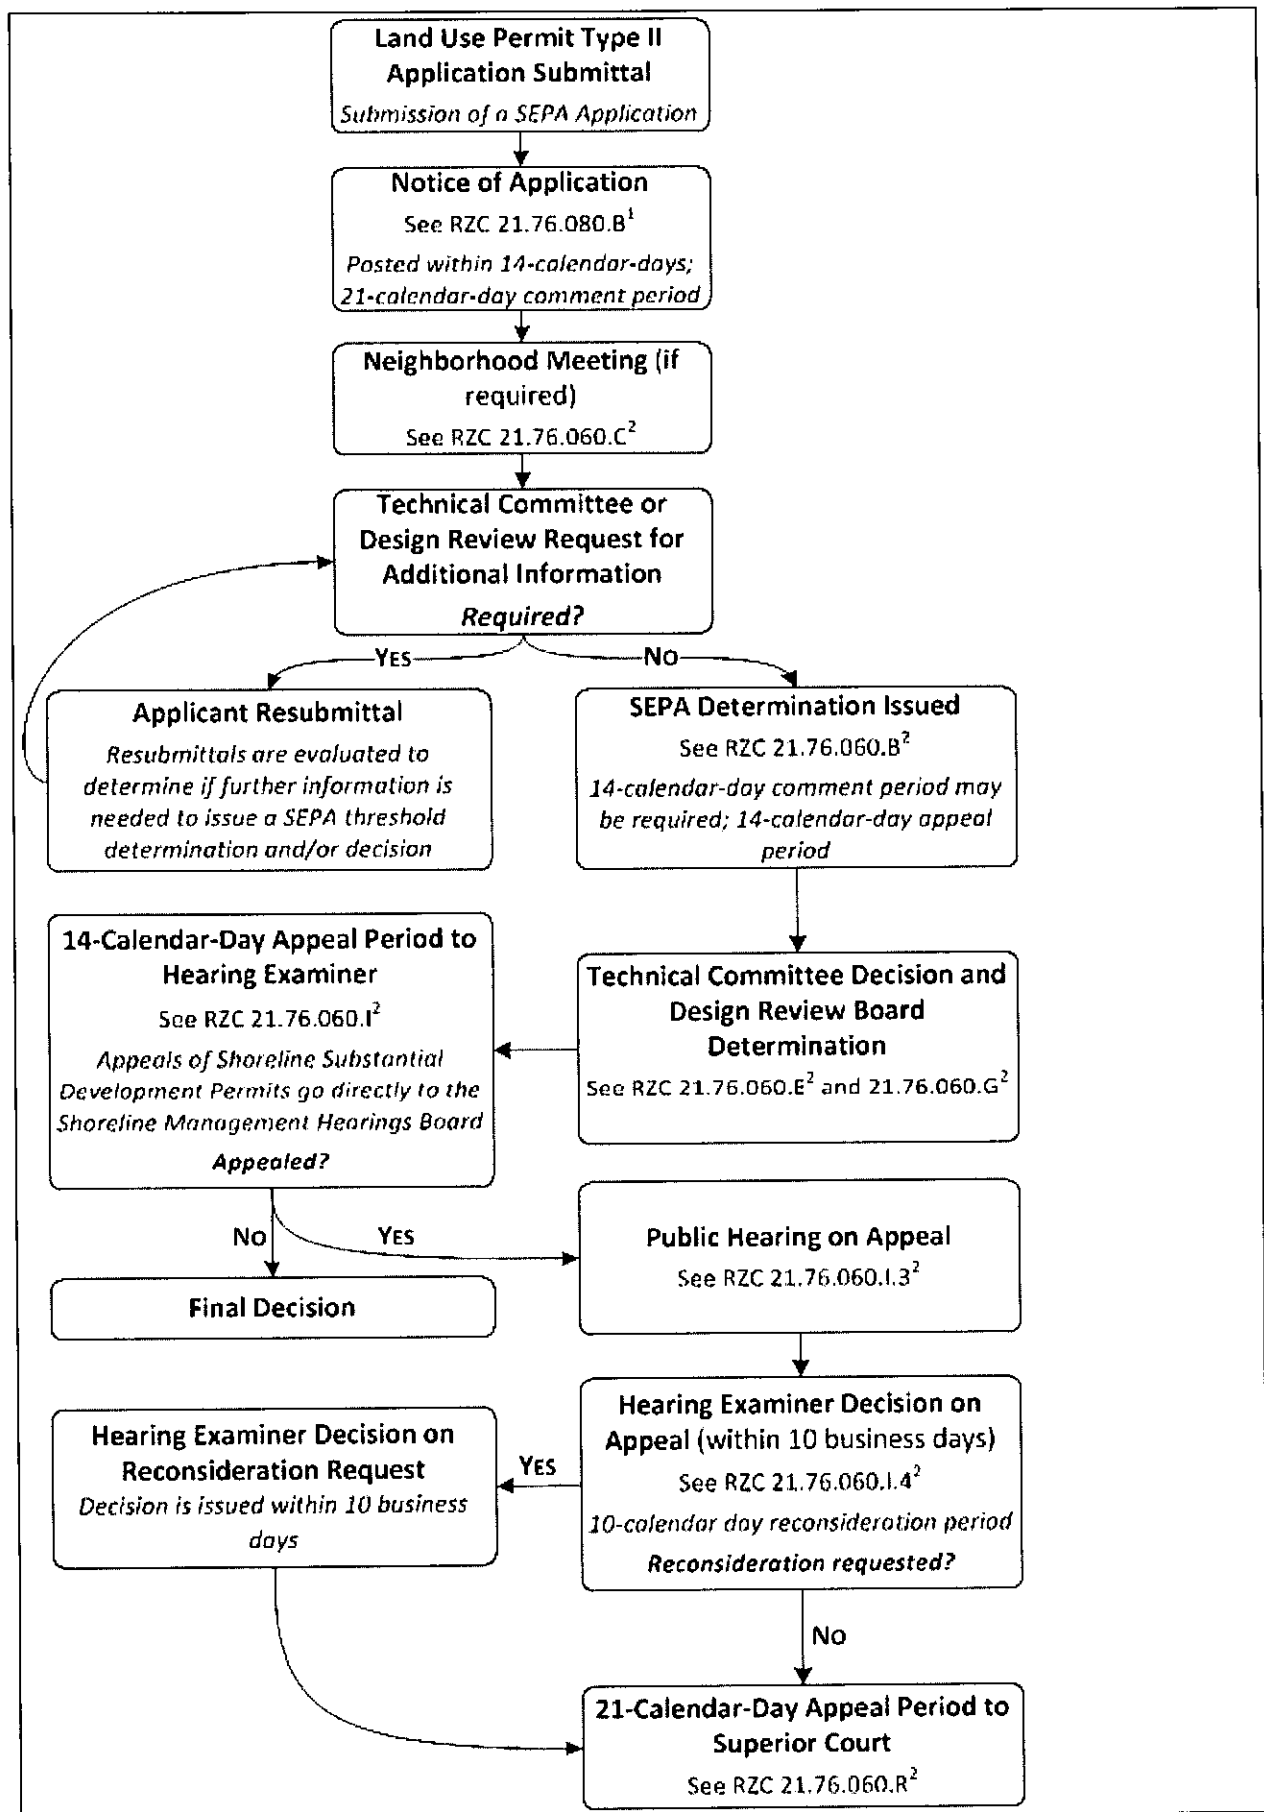 Land Use Permit Type II
Application Submittal
Submission of a SEPA Application
Notice of Application
See RZC 21.76.080.B¹
Posted within 14-calendar-days;
21-calendar-day comment period
Neighborhood Meeting (if
required)
See RZC 21.76.060.C²
Technical Committee or
Design Review Request for
Additional Information
Required?
YES
NO
Applicant Resubmittal
Resubmittals are evaluated to
determine if further information is
needed to issue a SEPA threshold
determination and/or decision
SEPA Determination Issued
See RZC 21.76.060.B²
14-calendar-day comment period may
be required; 14-calendar-day appeal
period
14-Calendar-Day Appeal Period to
Hearing Examiner
See RZC 21.76.060.I²
Appeals of Shoreline Substantial
Development Permits go directly to the
Shoreline Management Hearings Board
Appealed?
Technical Committee Decision and
Design Review Board
Determination
See RZC 21.76.060.E² and 21.76.060.G²
NO
YES
Public Hearing on Appeal
See RZC 21.76.060.I.3²
Final Decision
Hearing Examiner Decision on
Appeal (within 10 business days)
See RZC 21.76.060.I.4²
10-calendar day reconsideration period
Reconsideration requested?
YES
Hearing Examiner Decision on
Reconsideration Request
Decision is issued within 10 business
days
NO
21-Calendar-Day Appeal Period to
Superior Court
See RZC 21.76.060.R²